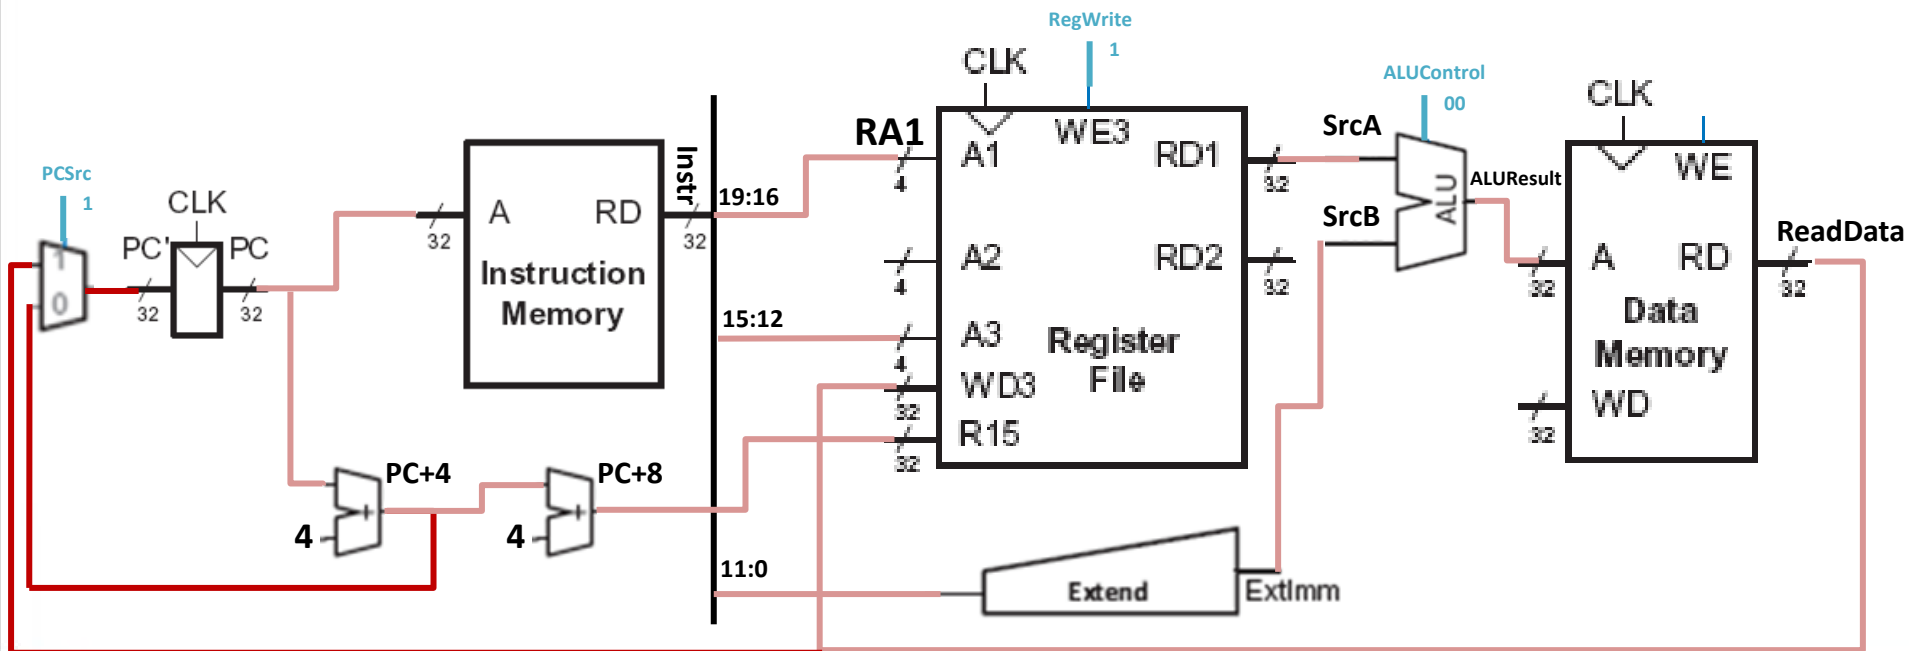 RegWrite
1
CLK
ALUControl
00
CLK
RA1
A1
WE3
RD1
SrcA
WE
4
32
PCSrc
1
CLK
Instr
19:16
ALUResult
ALU
PC'
PC
A
RD
32
32
SrcB
1
0
32
32
A2
RD2
4
32
A
RD
ReadData
32
32
Instruction
Memory
15:12
A3
4
Register
File
Data
Memory
WD3
32
WD
32
R15
32
PC+4
PC+8
+
+
4
4
11:0
Extend
ExtImm